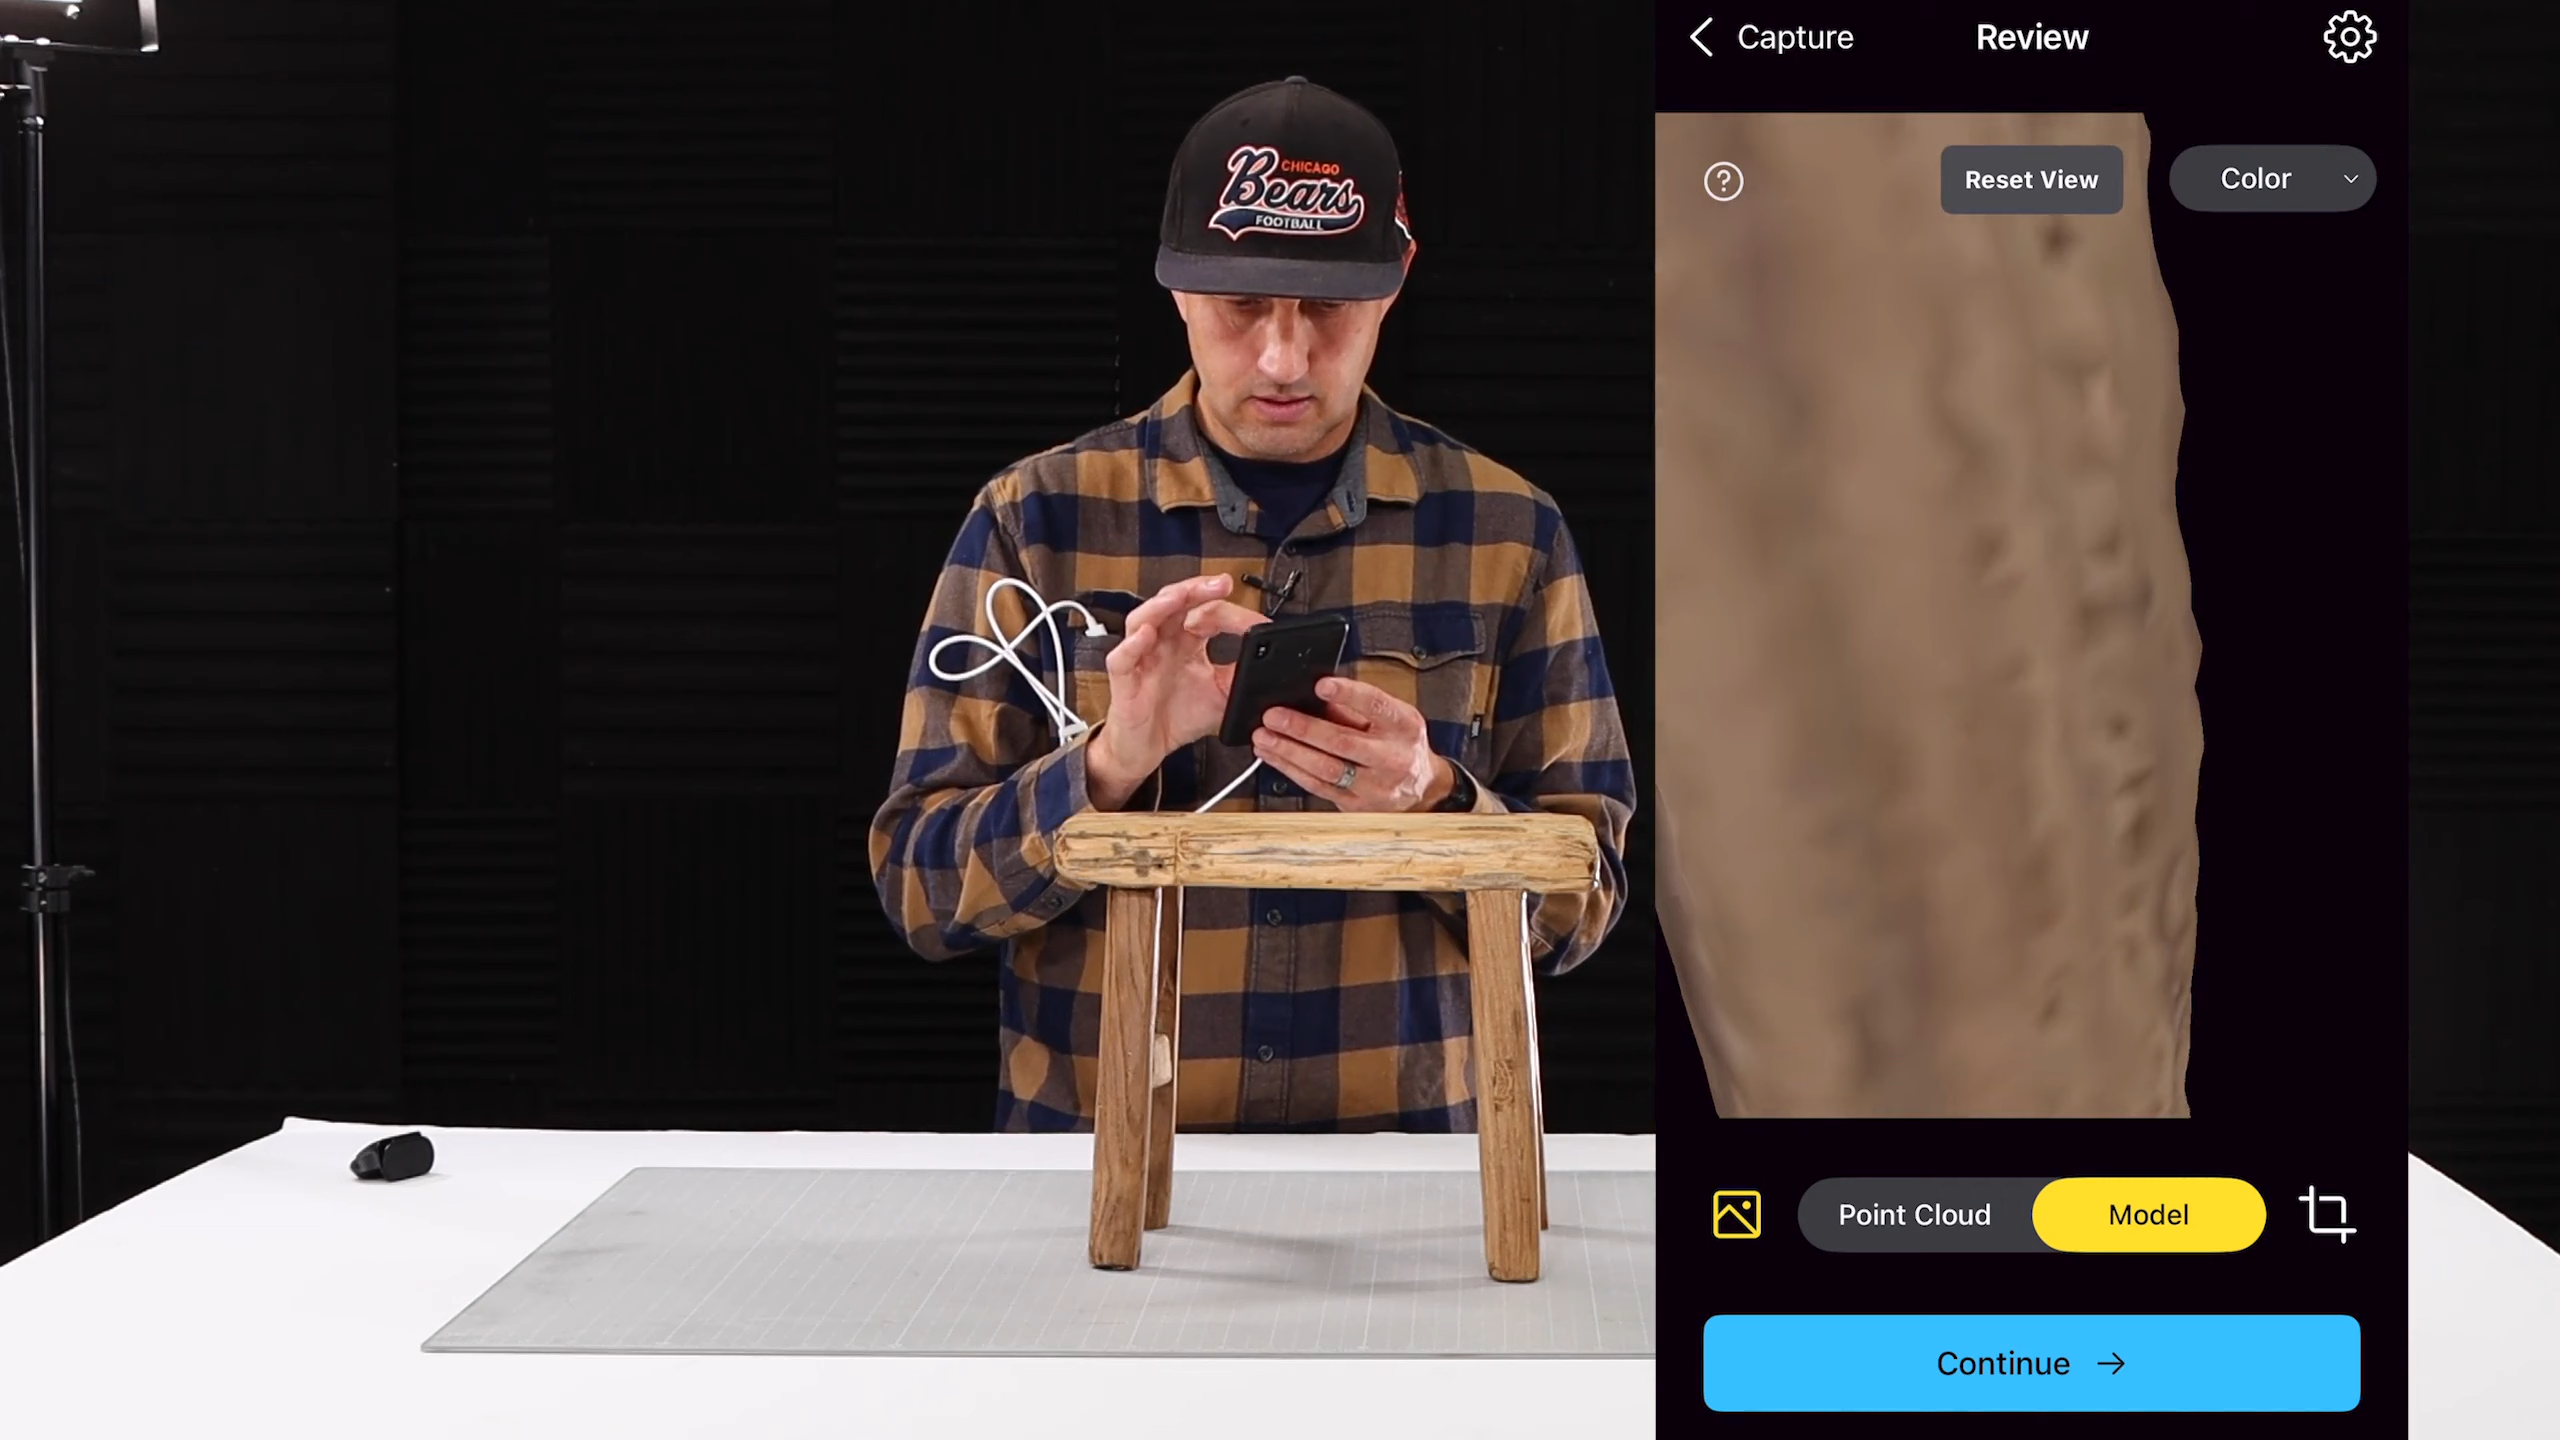 CHICAGO
Bears
FOOTBALL
Capture
Review
Reset View
Color
Point Cloud
Model
Continue